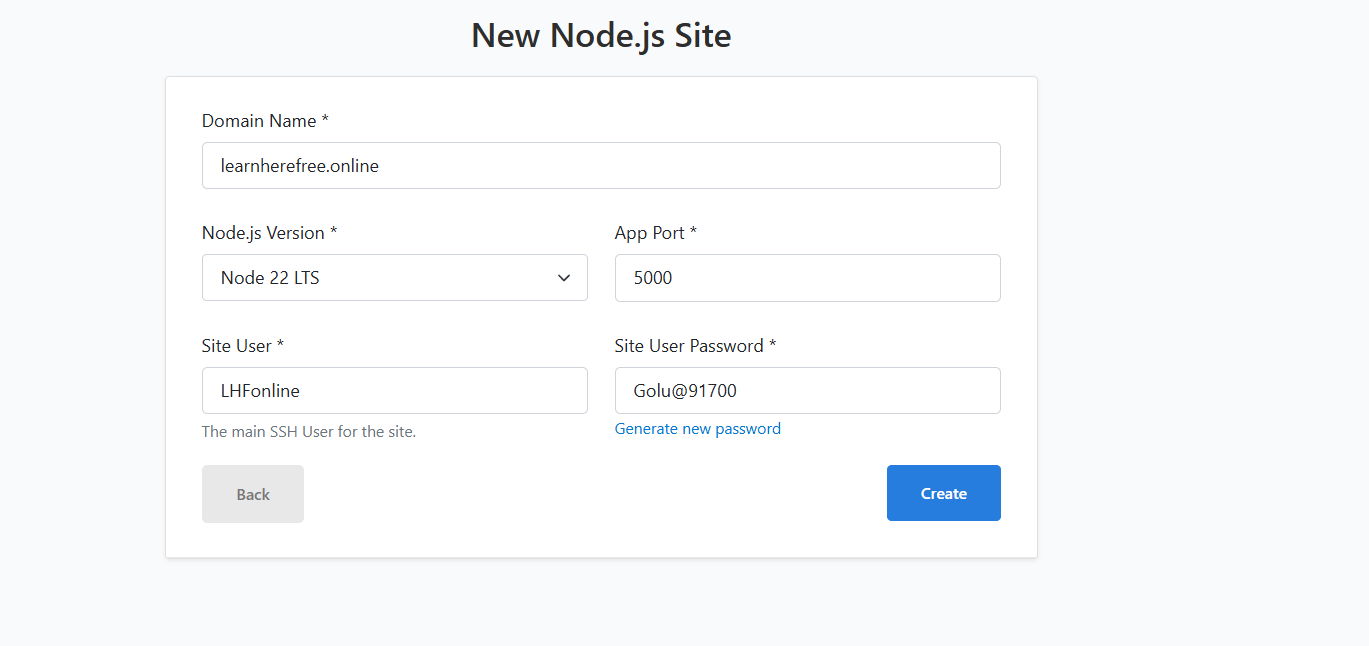 New Node.js Site
Domain Name *
learnherefree.online
Node.js Version * App Port *
Node 22 LTS 5000
Site User * Site User Password *
LHFonline Golu@91700
The main SSH User for the site. Generate new password
Back Create